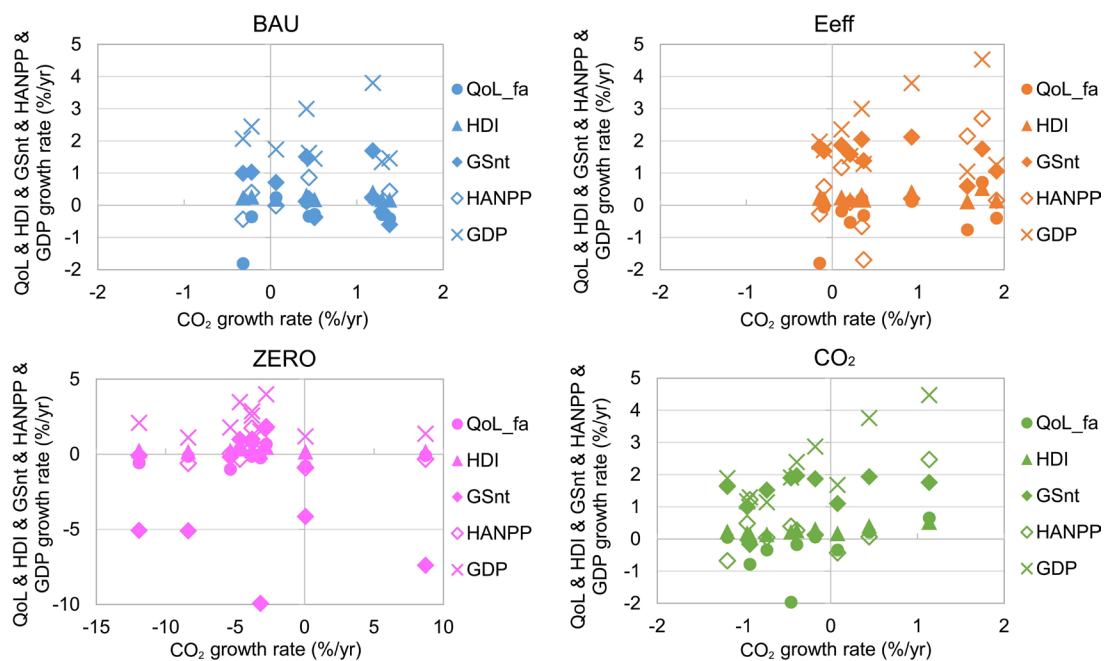 BAU
QoL & HDI & GSnt & HANPP &
GDP growth rate (%/yr)
5
4
3
2
1
0
-1
-2
-2
-1
0
1
2
CO₂ growth rate (%/yr)
QoL_fa
HDI
GSnt
HANPP
GDP
Eeff
QoL & HDI & GSnt & HANPP &
GDP growth rate (%/yr)
5
4
3
2
1
0
-1
-2
-2
-1
0
1
2
CO₂ growth rate (%/yr)
QoL_fa
HDI
GSnt
HANPP
GDP
ZERO
QoL & HDI & GSnt & HANPP &
GDP growth rate (%/yr)
5
0
-5
-10
-15
-10
-5
0
5
10
CO₂ growth rate (%/yr)
QoL_fa
HDI
GSnt
HANPP
GDP
CO₂
QoL & HDI & GSnt & HANPP &
GDP growth rate (%/yr)
5
4
3
2
1
0
-1
-2
-2
-1
0
1
2
CO₂ growth rate (%/yr)
QoL_fa
HDI
GSnt
HANPP
GDP